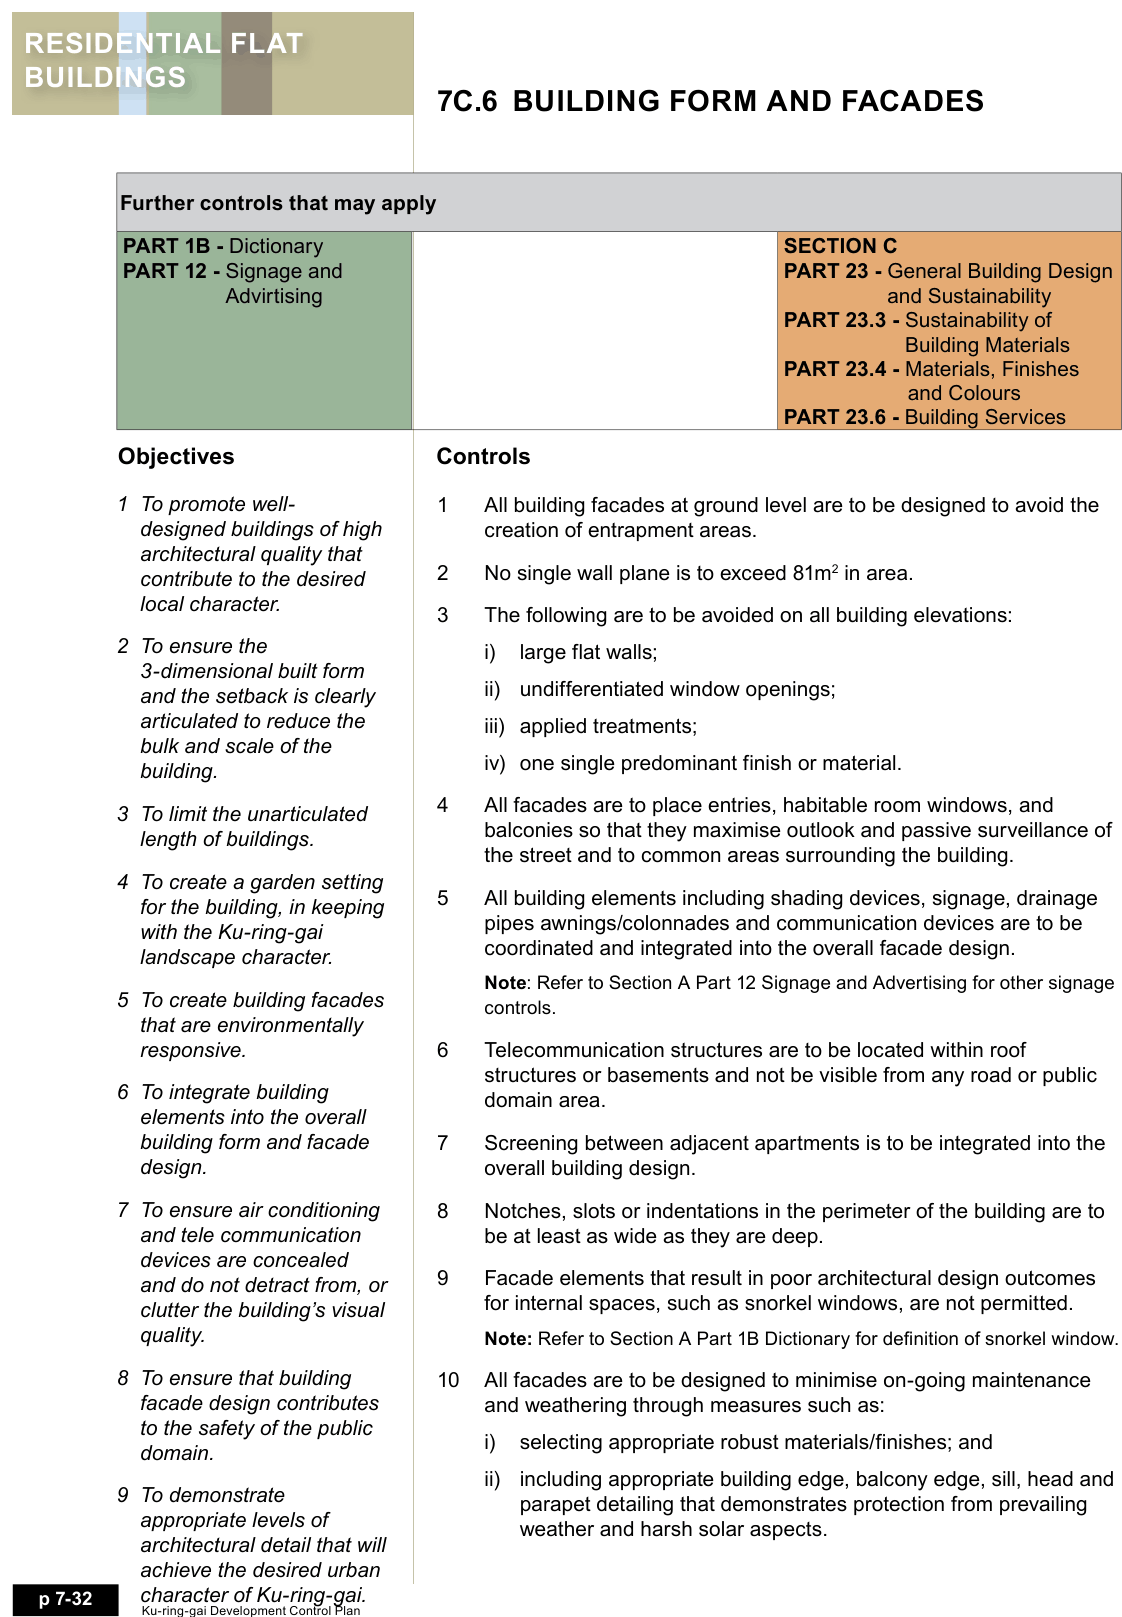 RESIDENTIAL FLAT
BUILDINGS
7C.6 BUILDING FORM AND FACADES
Further controls that may apply
PART 1B - Dictionary
PART 12 - Signage and
Advirtising
SECTION C
PART 23 - General Building Design
and Sustainability
PART 23.3 - Sustainability of
Building Materials
PART 23.4 - Materials, Finishes
and Colours
PART 23.6 - Building Services
Objectives
1 To promote well-
designed buildings of high
architectural quality that
contribute to the desired
local character.
2 To ensure the
3-dimensional built form
and the setback is clearly
articulated to reduce the
bulk and scale of the
building.
3 To limit the unarticulated
length of buildings.
4 To create a garden setting
for the building, in keeping
with the Ku-ring-gai
landscape character.
5 To create building facades
that are environmentally
responsive.
6 To integrate building
elements into the overall
building form and facade
design.
7 To ensure air conditioning
and tele communication
devices are concealed
and do not detract from, or
clutter the building's visual
quality.
8 To ensure that building
facade design contributes
to the safety of the public
domain.
9 To demonstrate
appropriate levels of
architectural detail that will
achieve the desired urban
character of Ku-ring-gai.
Controls
1 All building facades at ground level are to be designed to avoid the
creation of entrapment areas.
2 No single wall plane is to exceed 81m² in area.
3 The following are to be avoided on all building elevations:
i) large flat walls;
ii) undifferentiated window openings;
iii) applied treatments;
iv) one single predominant finish or material.
4 All facades are to place entries, habitable room windows, and
balconies so that they maximise outlook and passive surveillance of
the street and to common areas surrounding the building.
5 All building elements including shading devices, signage, drainage
pipes awnings/colonnades and communication devices are to be
coordinated and integrated into the overall facade design.
Note: Refer to Section A Part 12 Signage and Advertising for other signage
controls.
6 Telecommunication structures are to be located within roof
structures or basements and not be visible from any road or public
domain area.
7 Screening between adjacent apartments is to be integrated into the
overall building design.
8 Notches, slots or indentations in the perimeter of the building are to
be at least as wide as they are deep.
9 Facade elements that result in poor architectural design outcomes
for internal spaces, such as snorkel windows, are not permitted.
Note: Refer to Section A Part 1B Dictionary for definition of snorkel window.
10 All facades are to be designed to minimise on-going maintenance
and weathering through measures such as:
i) selecting appropriate robust materials/finishes; and
ii) including appropriate building edge, balcony edge, sill, head and
parapet detailing that demonstrates protection from prevailing
weather and harsh solar aspects.
p 7-32
Ku-ring-gai Development Control Plan